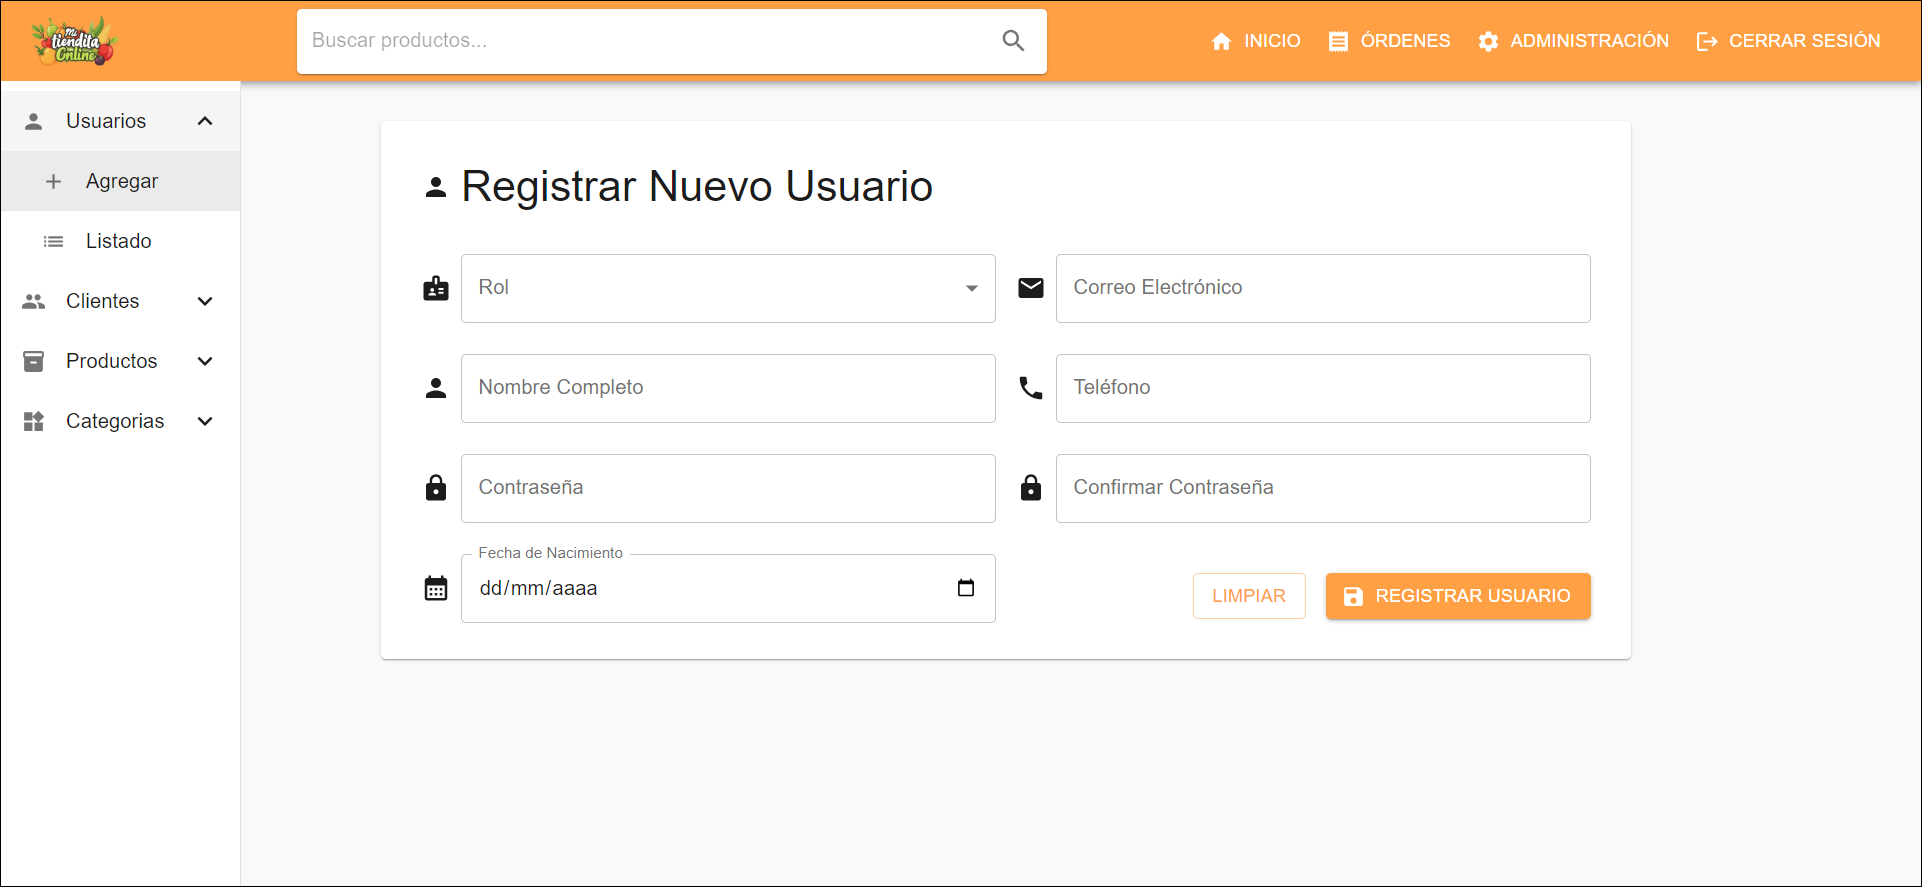 Mi tiendita Online
Buscar productos...
INICIO
ÓRDENES
ADMINISTRACIÓN
CERRAR SESIÓN
Usuarios
Agregar
Listado
Clientes
Productos
Categorias
Registrar Nuevo Usuario
Rol
Correo Electrónico
Nombre Completo
Teléfono
Contraseña
Confirmar Contraseña
Fecha de Nacimiento
dd/mm/aaaa
LIMPIAR
REGISTRAR USUARIO